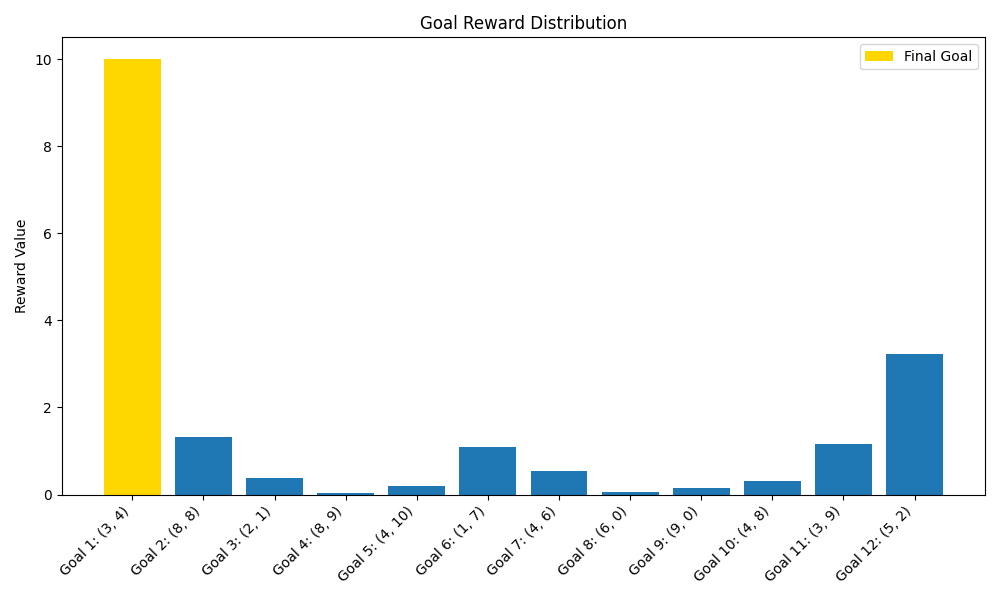 Goal Reward Distribution
Final Goal
Reward Value
10
8
6
4
2
0
Goal 1: (3, 4)
Goal 2: (8, 8)
Goal 3: (2, 1)
Goal 4: (8, 9)
Goal 5: (4, 10)
Goal 6: (1, 7)
Goal 7: (4, 6)
Goal 8: (6, 0)
Goal 9: (9, 0)
Goal 10: (4, 8)
Goal 11: (3, 9)
Goal 12: (5, 2)